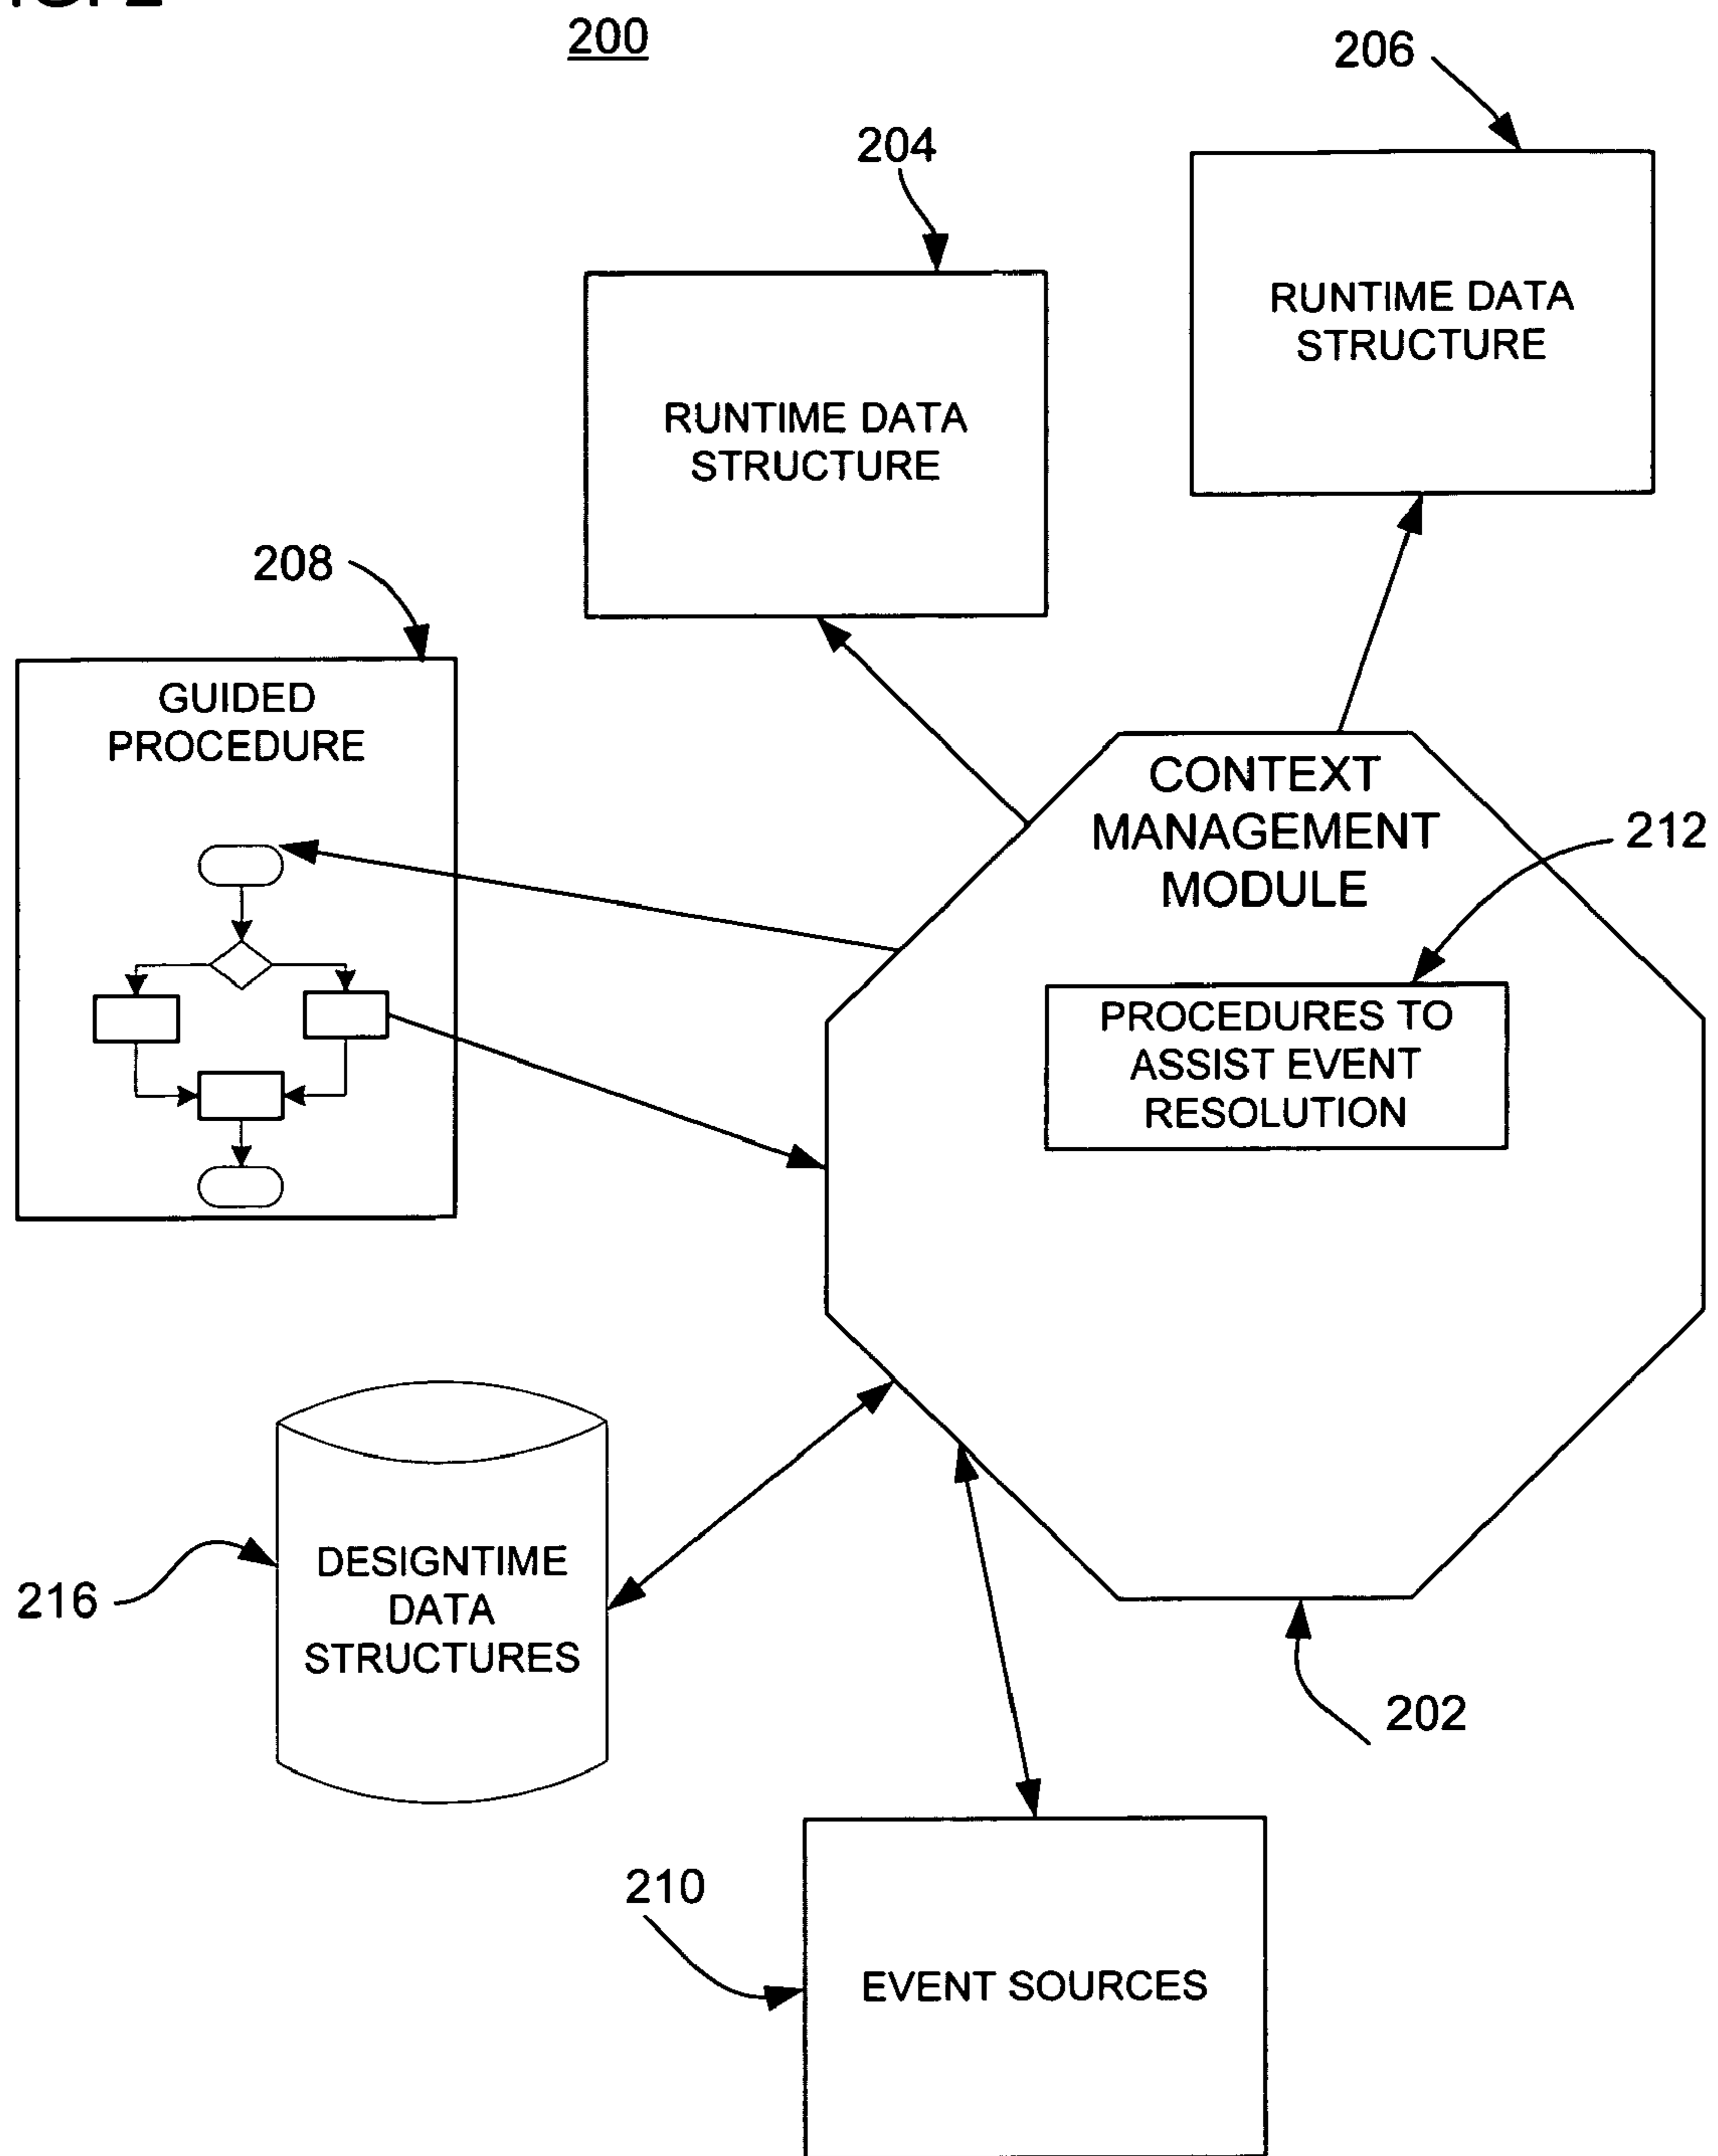 200
206
204
RUNTIME DATA
STRUCTURE
RUNTIME DATA
STRUCTURE
208
GUIDED
PROCEDURE
CONTEXT
MANAGEMENT
MODULE
212
PROCEDURES TO
ASSIST EVENT
RESOLUTION
216
DESIGNTIME
DATA
STRUCTURES
202
210
EVENT SOURCES